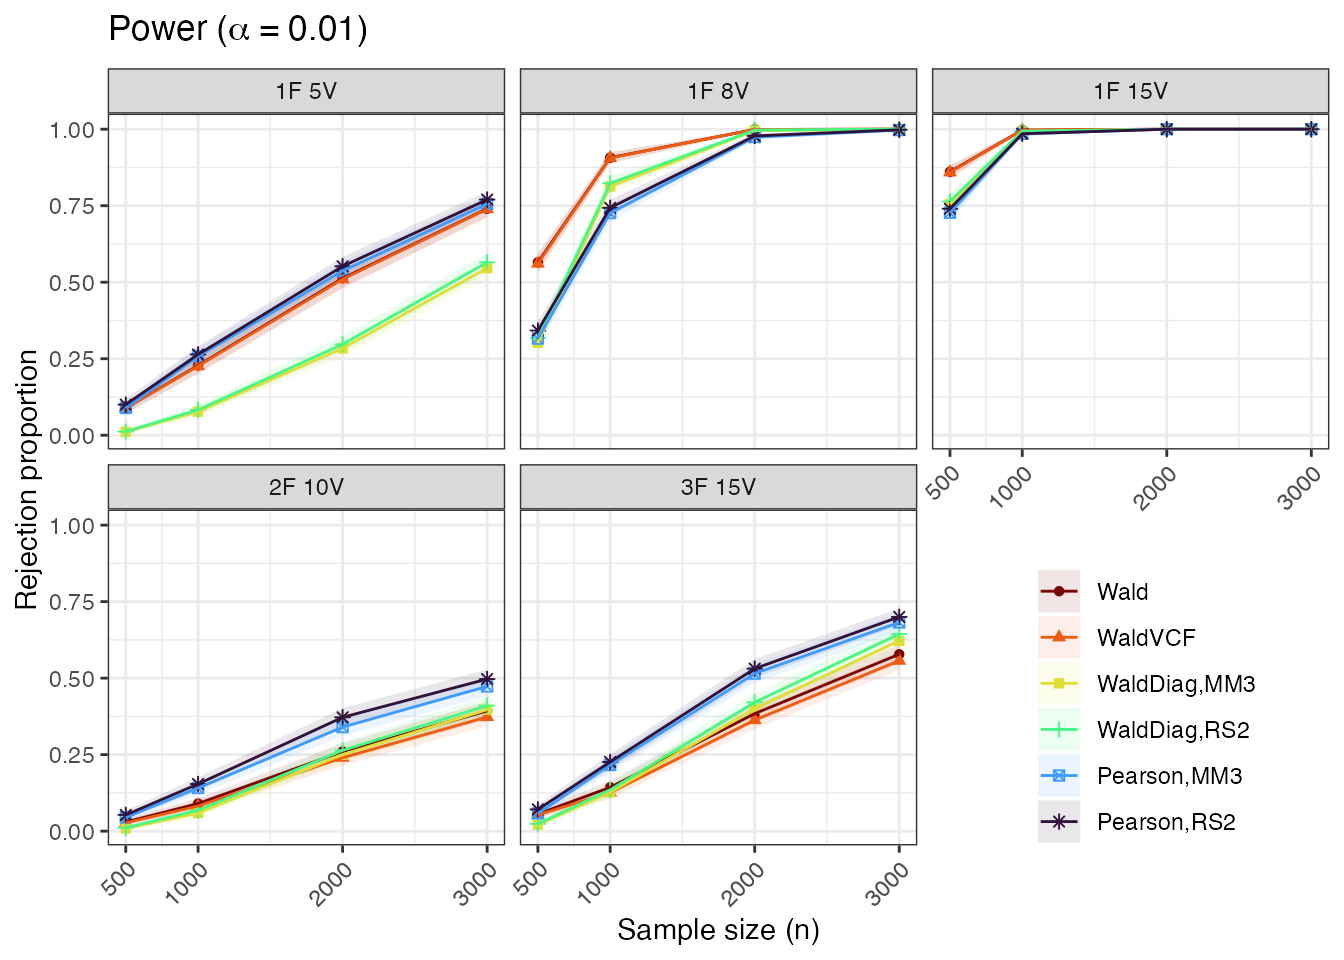 Power (α = 0.01)
1F 5V
1F 8V
1F 15V
1.00
0.75
0.50
0.25
0.00
500
1000
2000
3000
2F 10V
3F 15V
1.00
0.75
0.50
0.25
0.00
500
1000
2000
3000
500
1000
2000
3000
Rejection proportion
Sample size (n)
Wald
WaldVCF
WaldDiag,MM3
WaldDiag,RS2
Pearson,MM3
Pearson,RS2